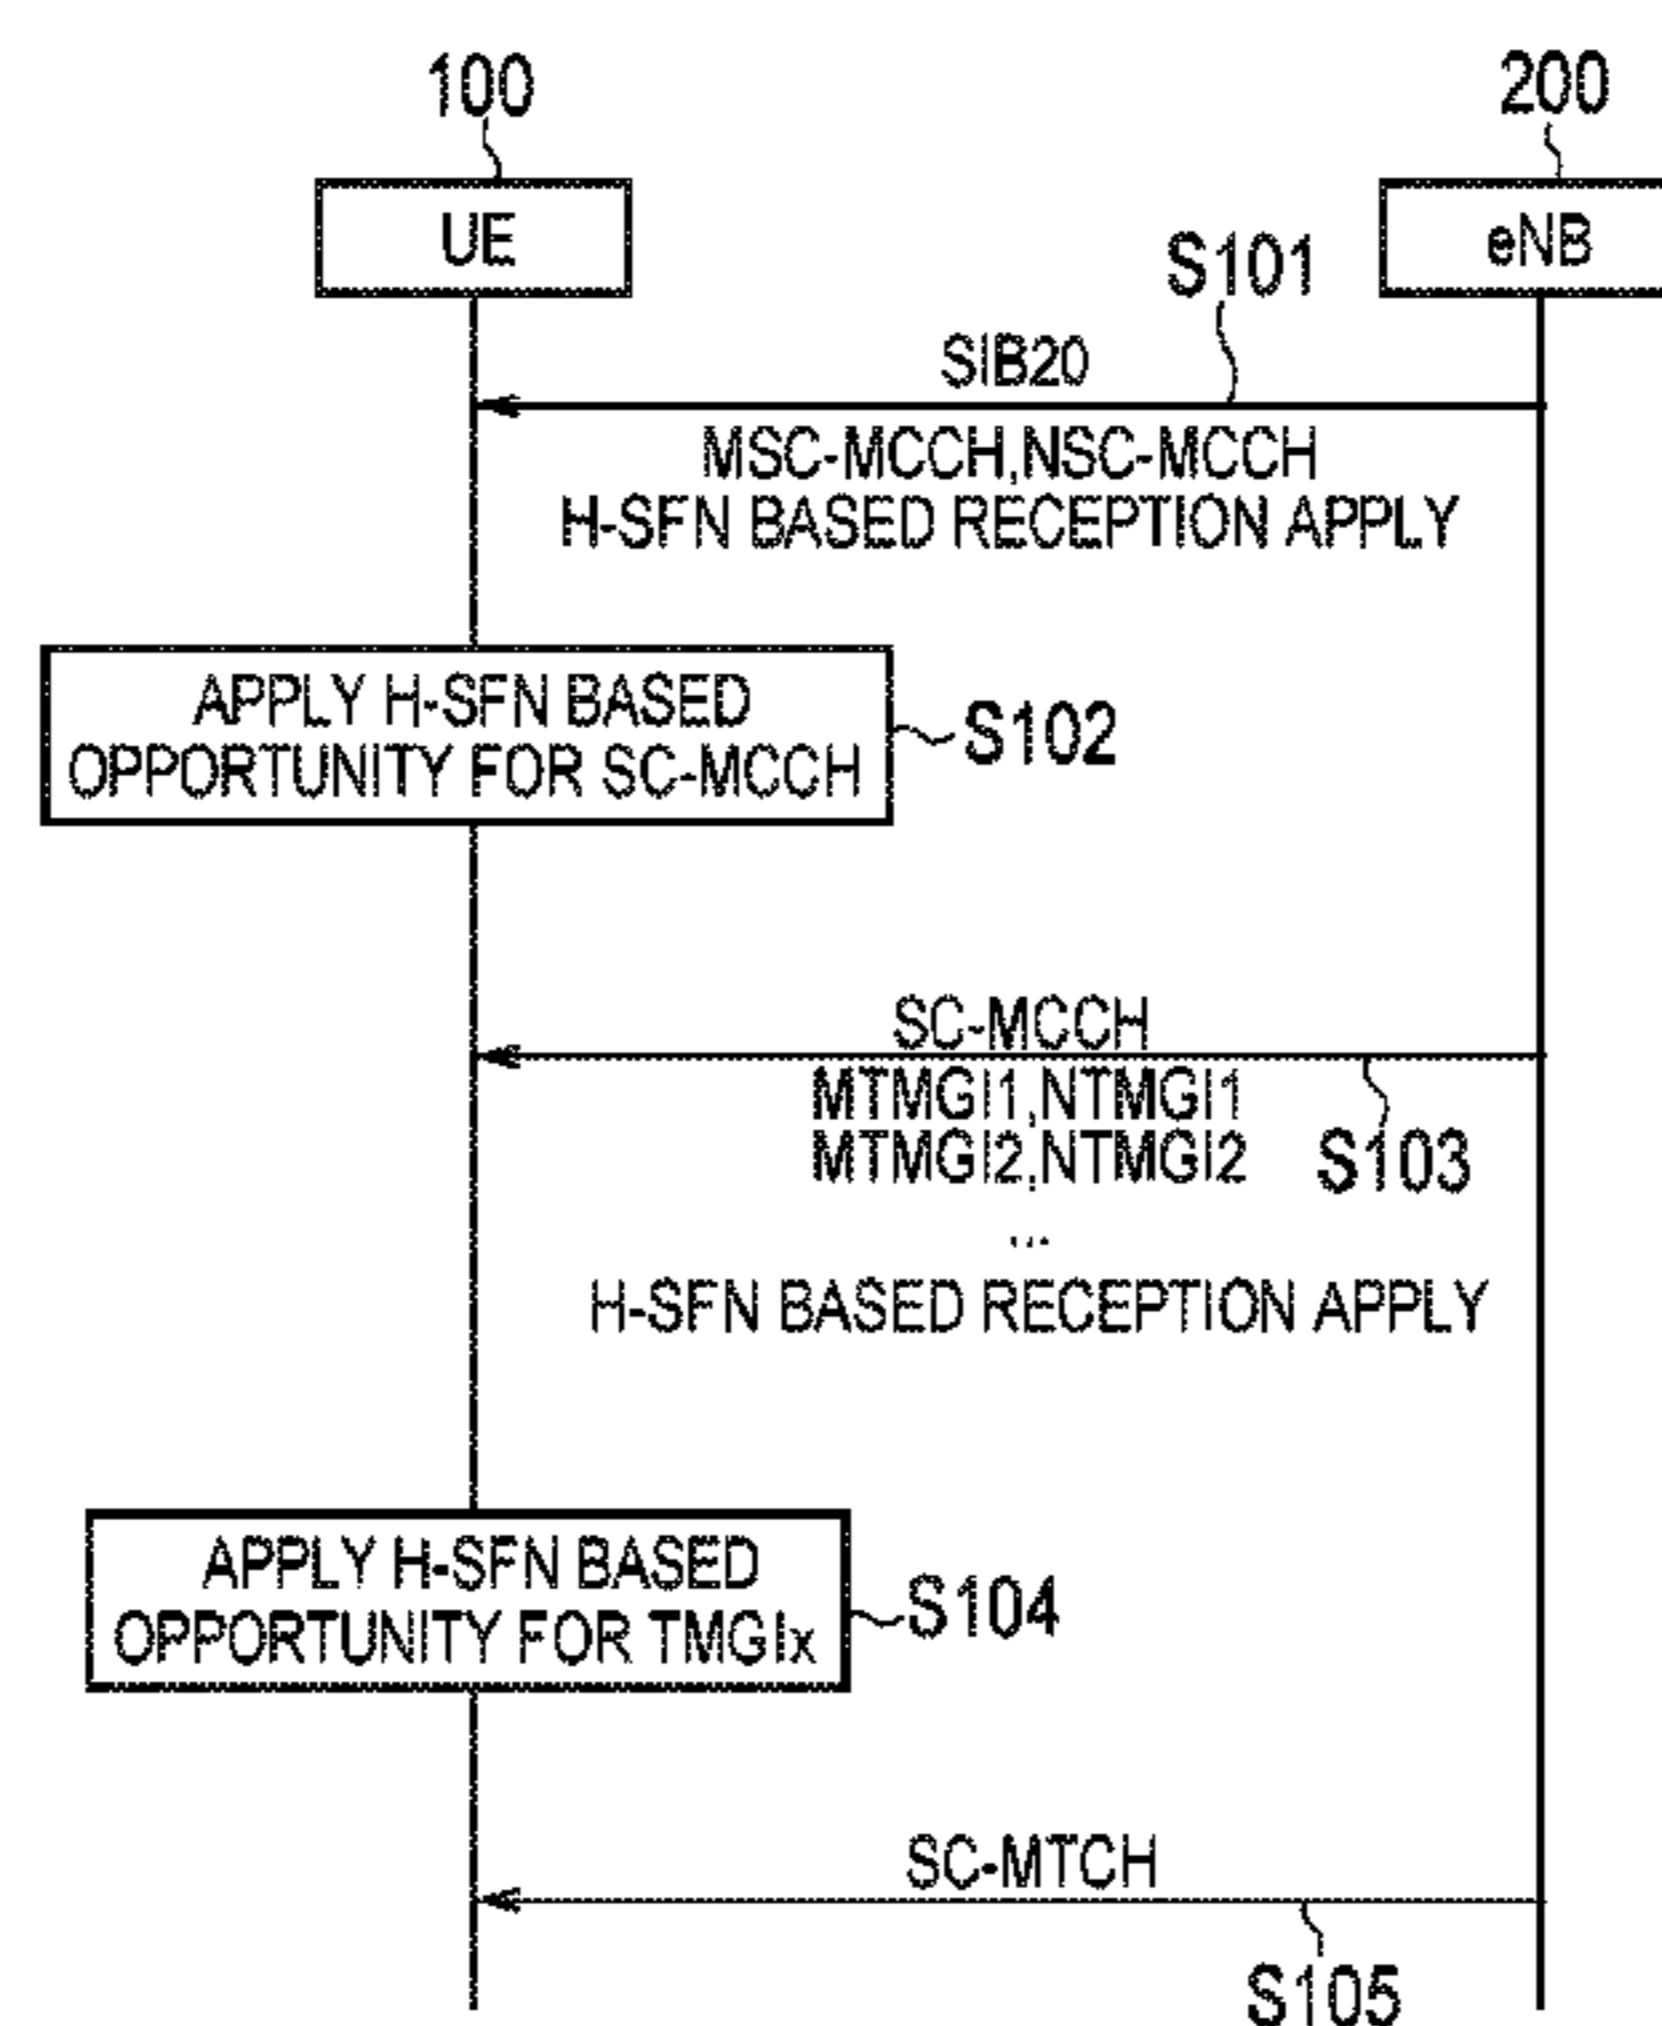 100
200
UE
eNB
S101
SIB20
MSC-MCCH,NSC-MCCH
H-SFN BASED RECEPTION APPLY
APPLY H-SFN BASED
OPPORTUNITY FOR SC-MCCH
S102
SC-MCCH
MTMGI1,NTMGI1
MTMGI2,NTMGI2
...
S103
H-SFN BASED RECEPTION APPLY
APPLY H-SFN BASED
OPPORTUNITY FOR TMGIx
S104
SC-MTCH
S105